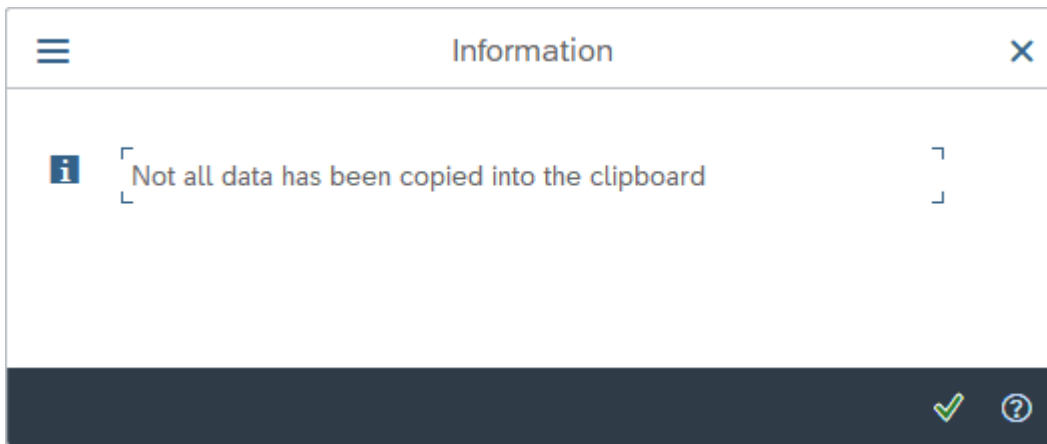 Information
Not all data has been copied into the clipboard